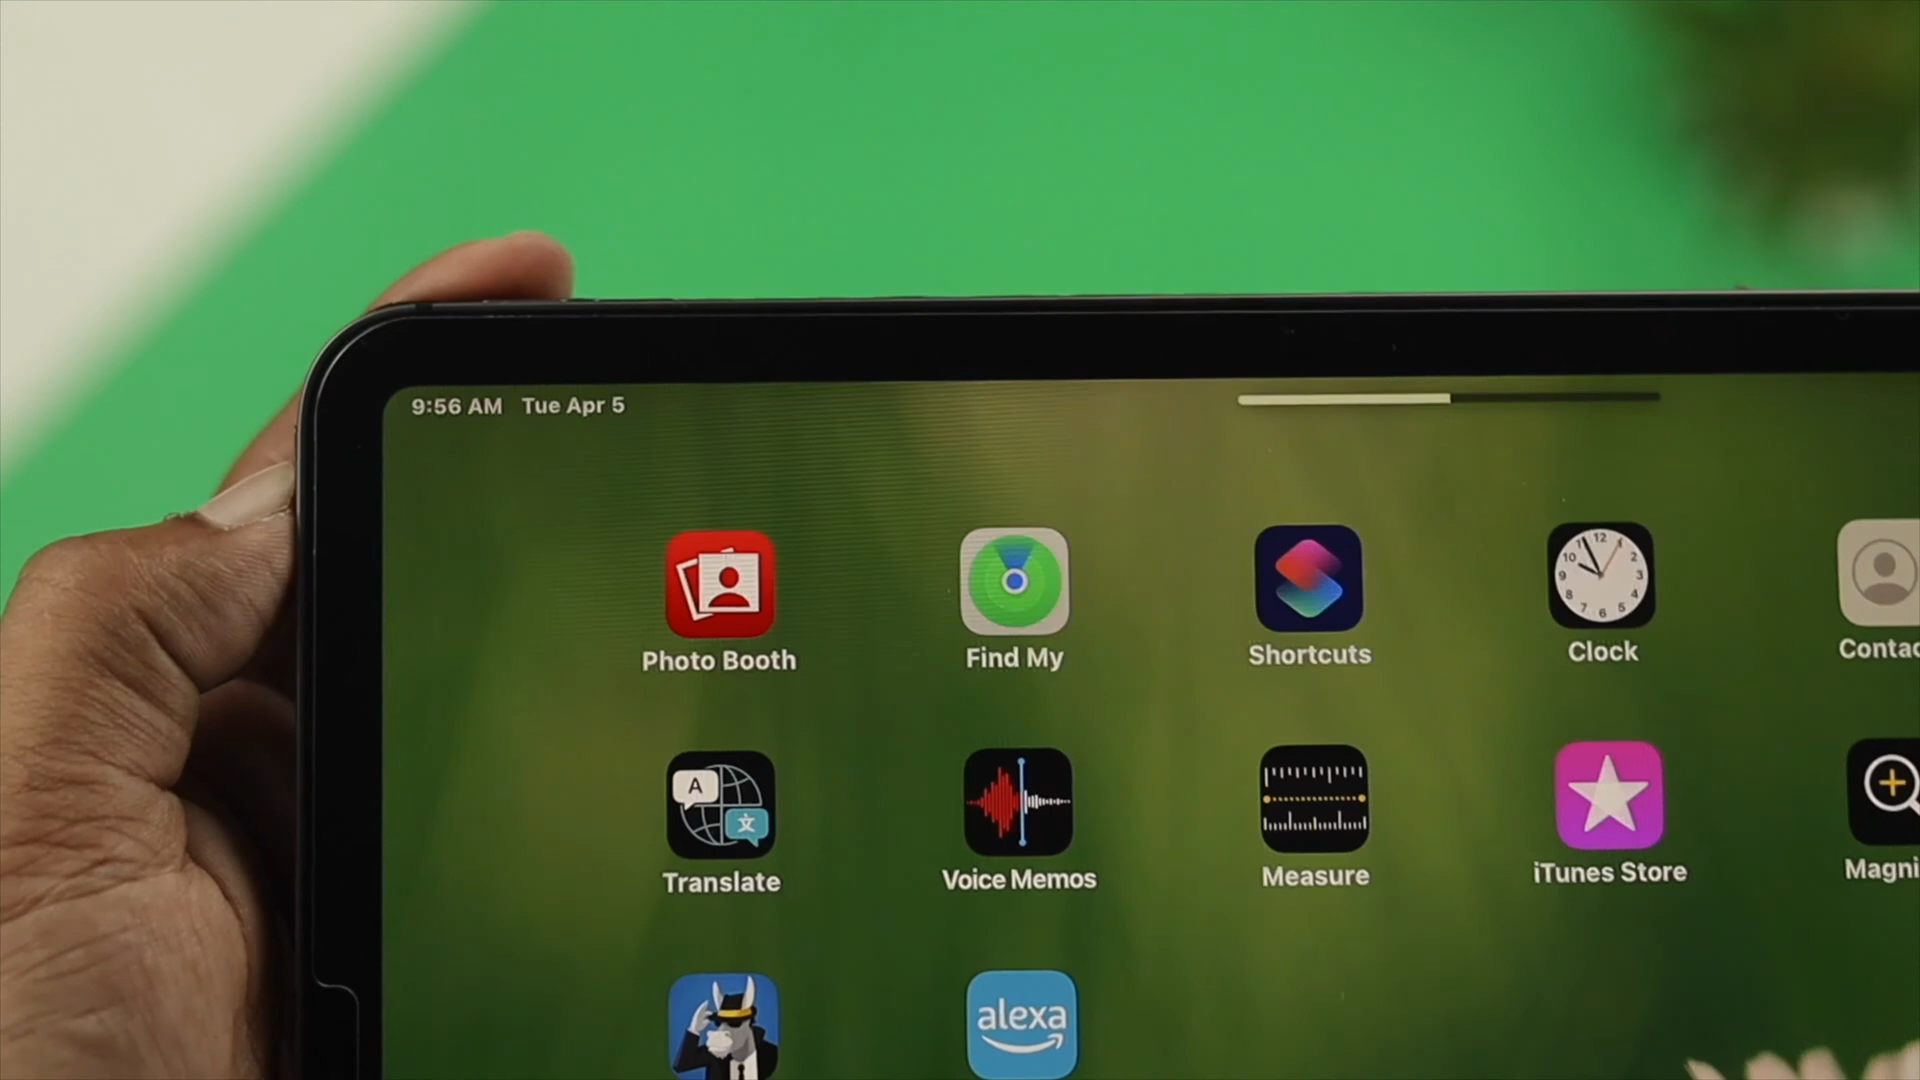 9:56 AM Tue Apr 5
Photo Booth
Find My
Shortcuts
Clock
Contac
A
文
Translate
Voice Memos
Measure
iTunes Store
Magni
alexa